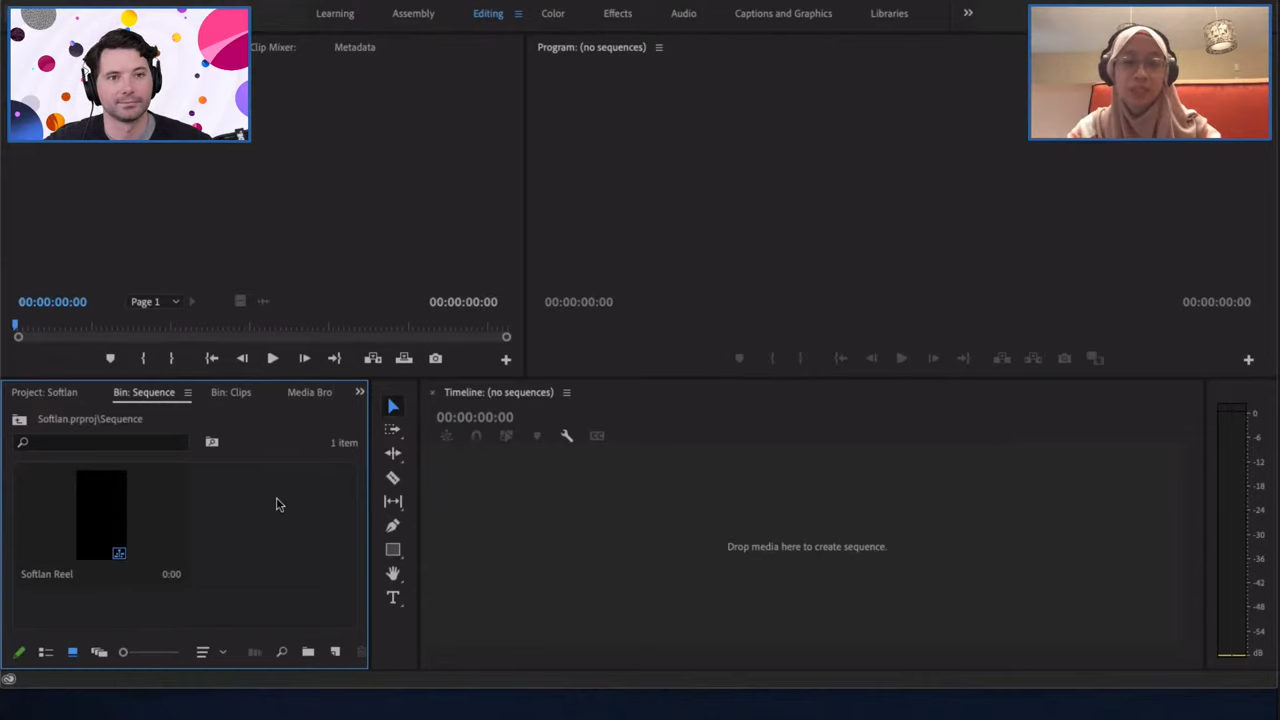 Learning Assembly Editing Color Effects Audio Captions and Graphics Libraries
Clip Mixer: Metadata Program: (no sequences)
00:00:00:00 Page 1 00:00:00:00 00:00:00:00 00:00:00:00
Project: Softlan Bin: Sequence Bin: Clips Media Bro Timeline: (no sequences)
00:00:00:00
Softlan.prproj\Sequence
1 item
Drop media here to create sequence.
Softlan Reel 0:00
0
-6
-12
-18
-24
-30
-36
-42
-48
-54
dB